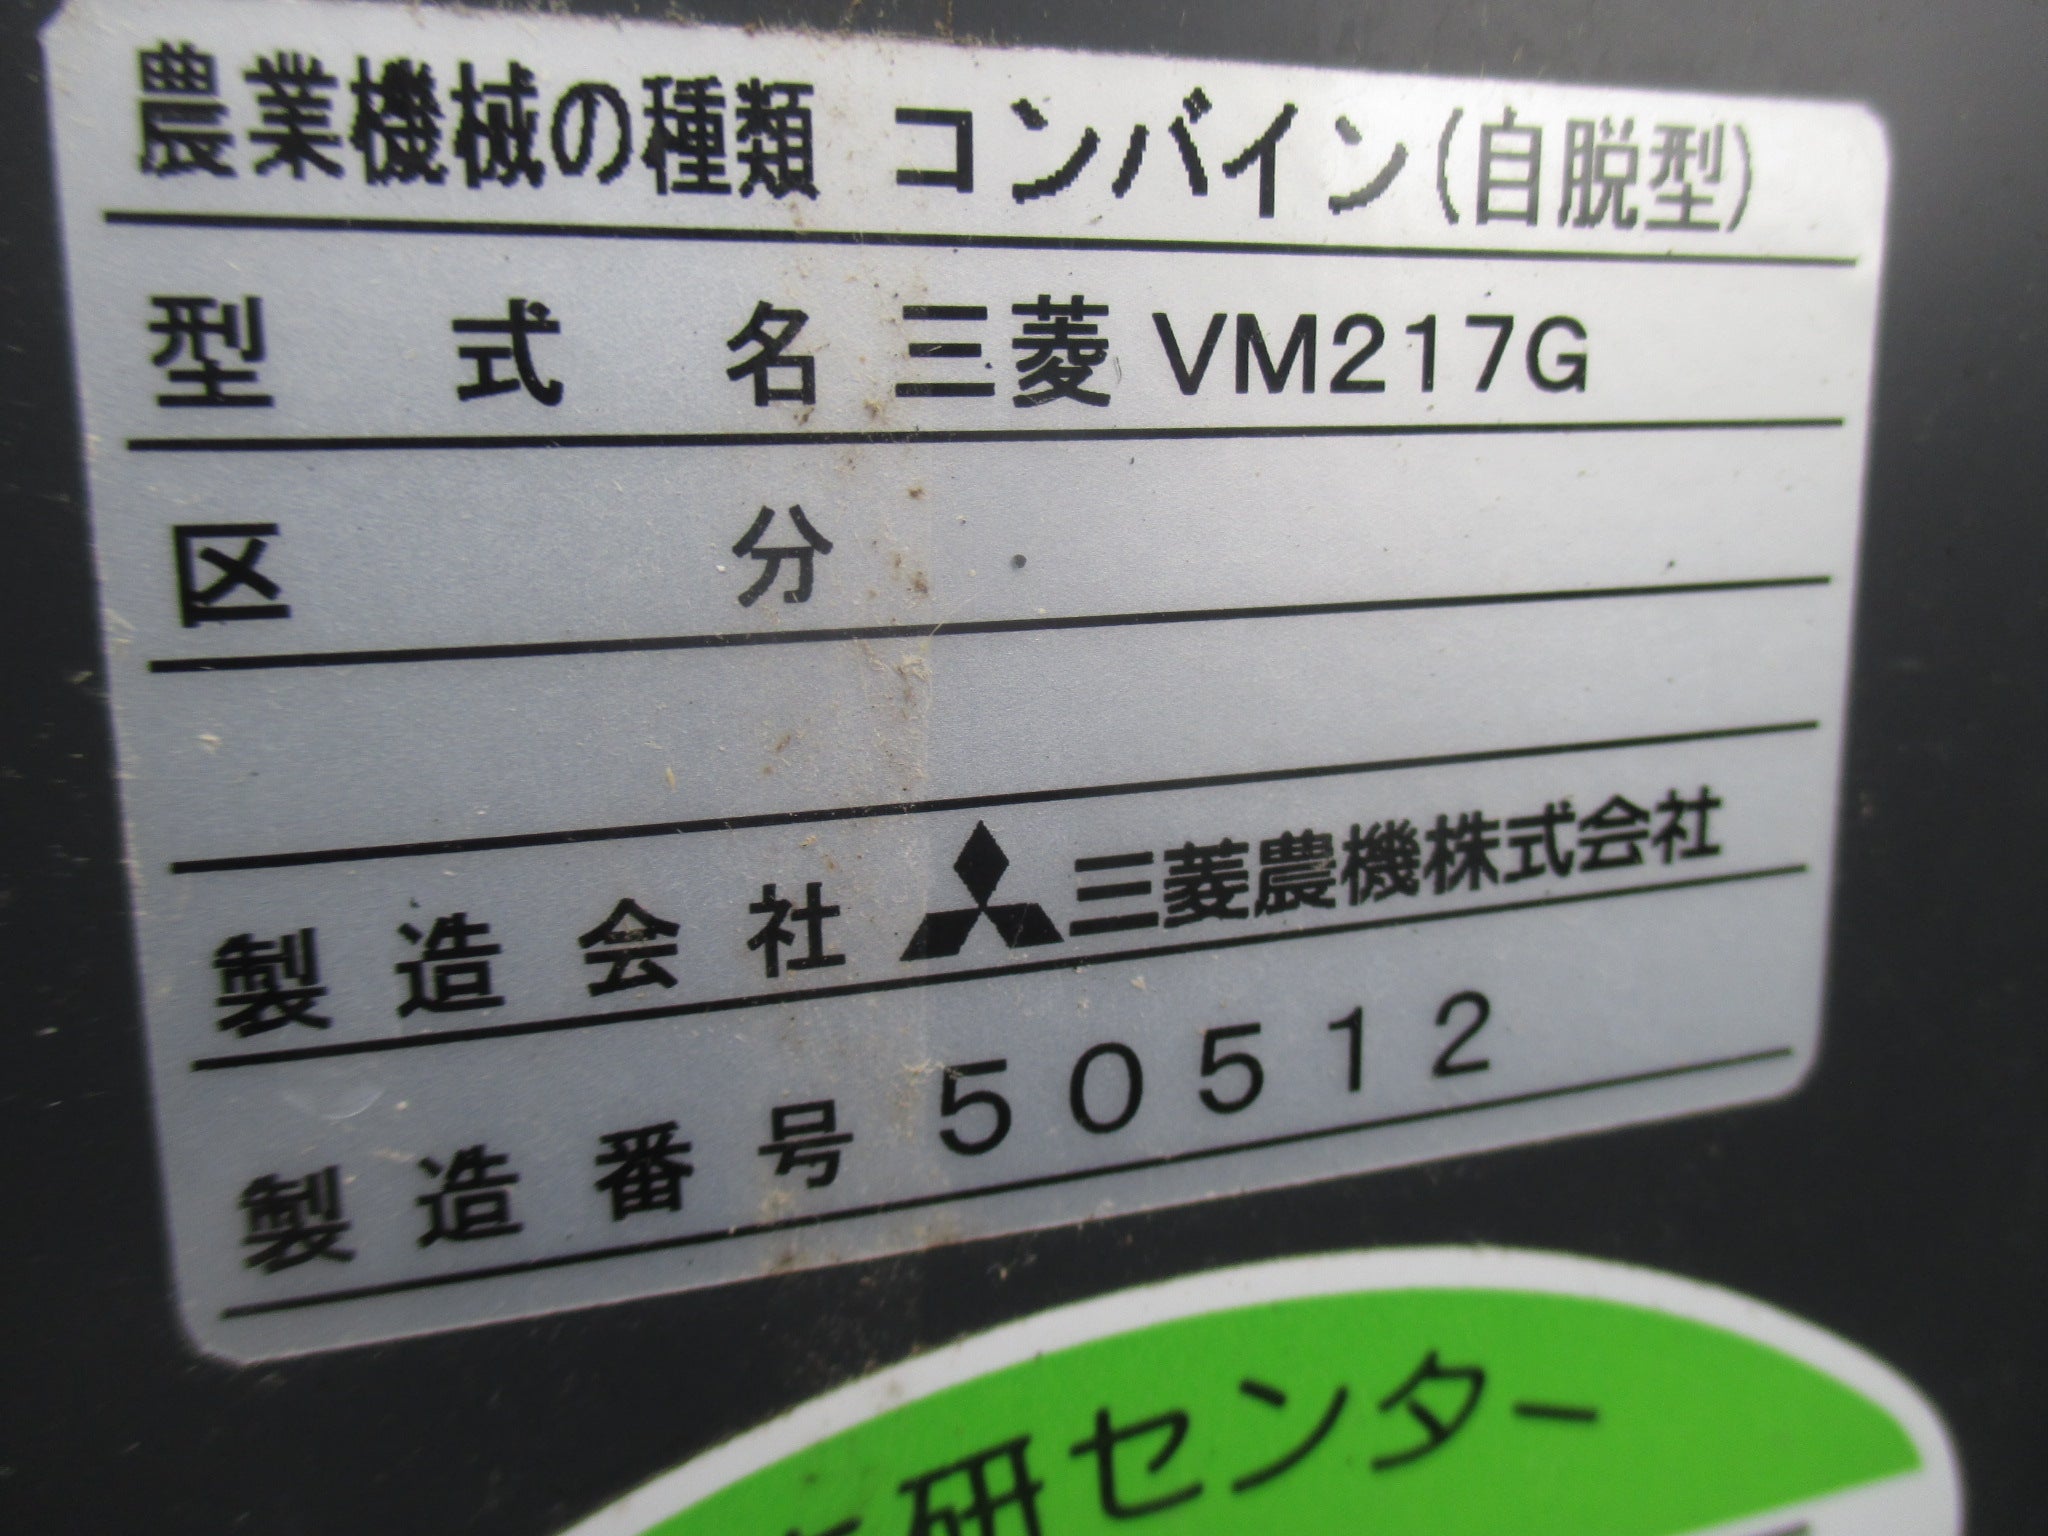 農業機械の種類 コンバイン(自脱型)
型式名 三菱 VM217G
区分
製造会社 三菱農機株式会社
製造番号 50512
研センター